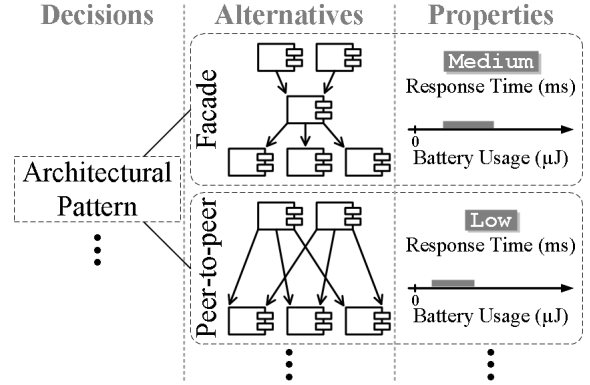 Decisions
Alternatives
Properties
Architectural
Pattern
Facade
Medium
Response Time (ms)
0
Battery Usage (µJ)
Peer-to-peer
Low
Response Time (ms)
0
Battery Usage (µJ)